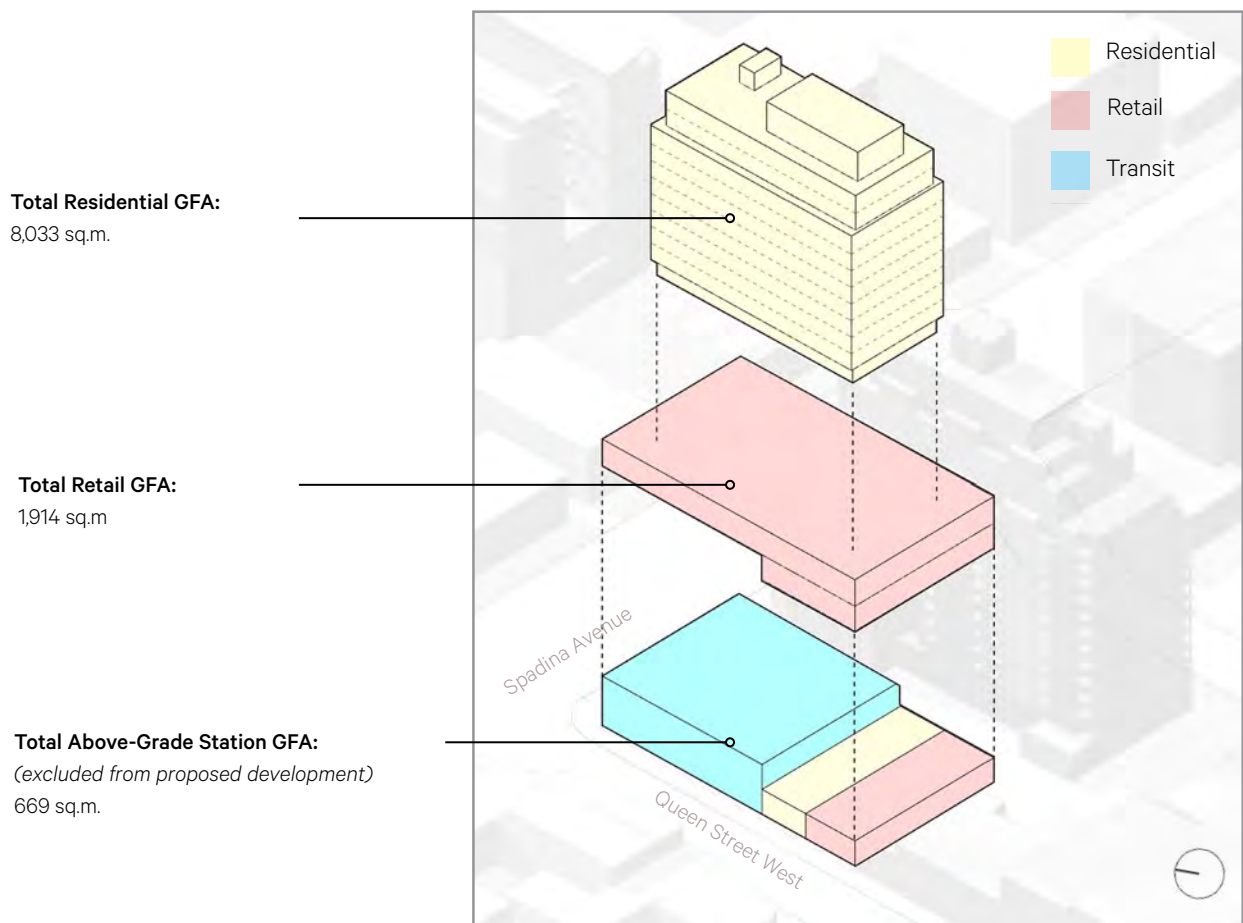 Residential
Retail
Transit
Total Residential GFA:
8,033 sq.m.
Total Retail GFA:
1,914 sq.m
Spadina Avenue
Total Above-Grade Station GFA:
(excluded from proposed development)
669 sq.m.
Queen Street West